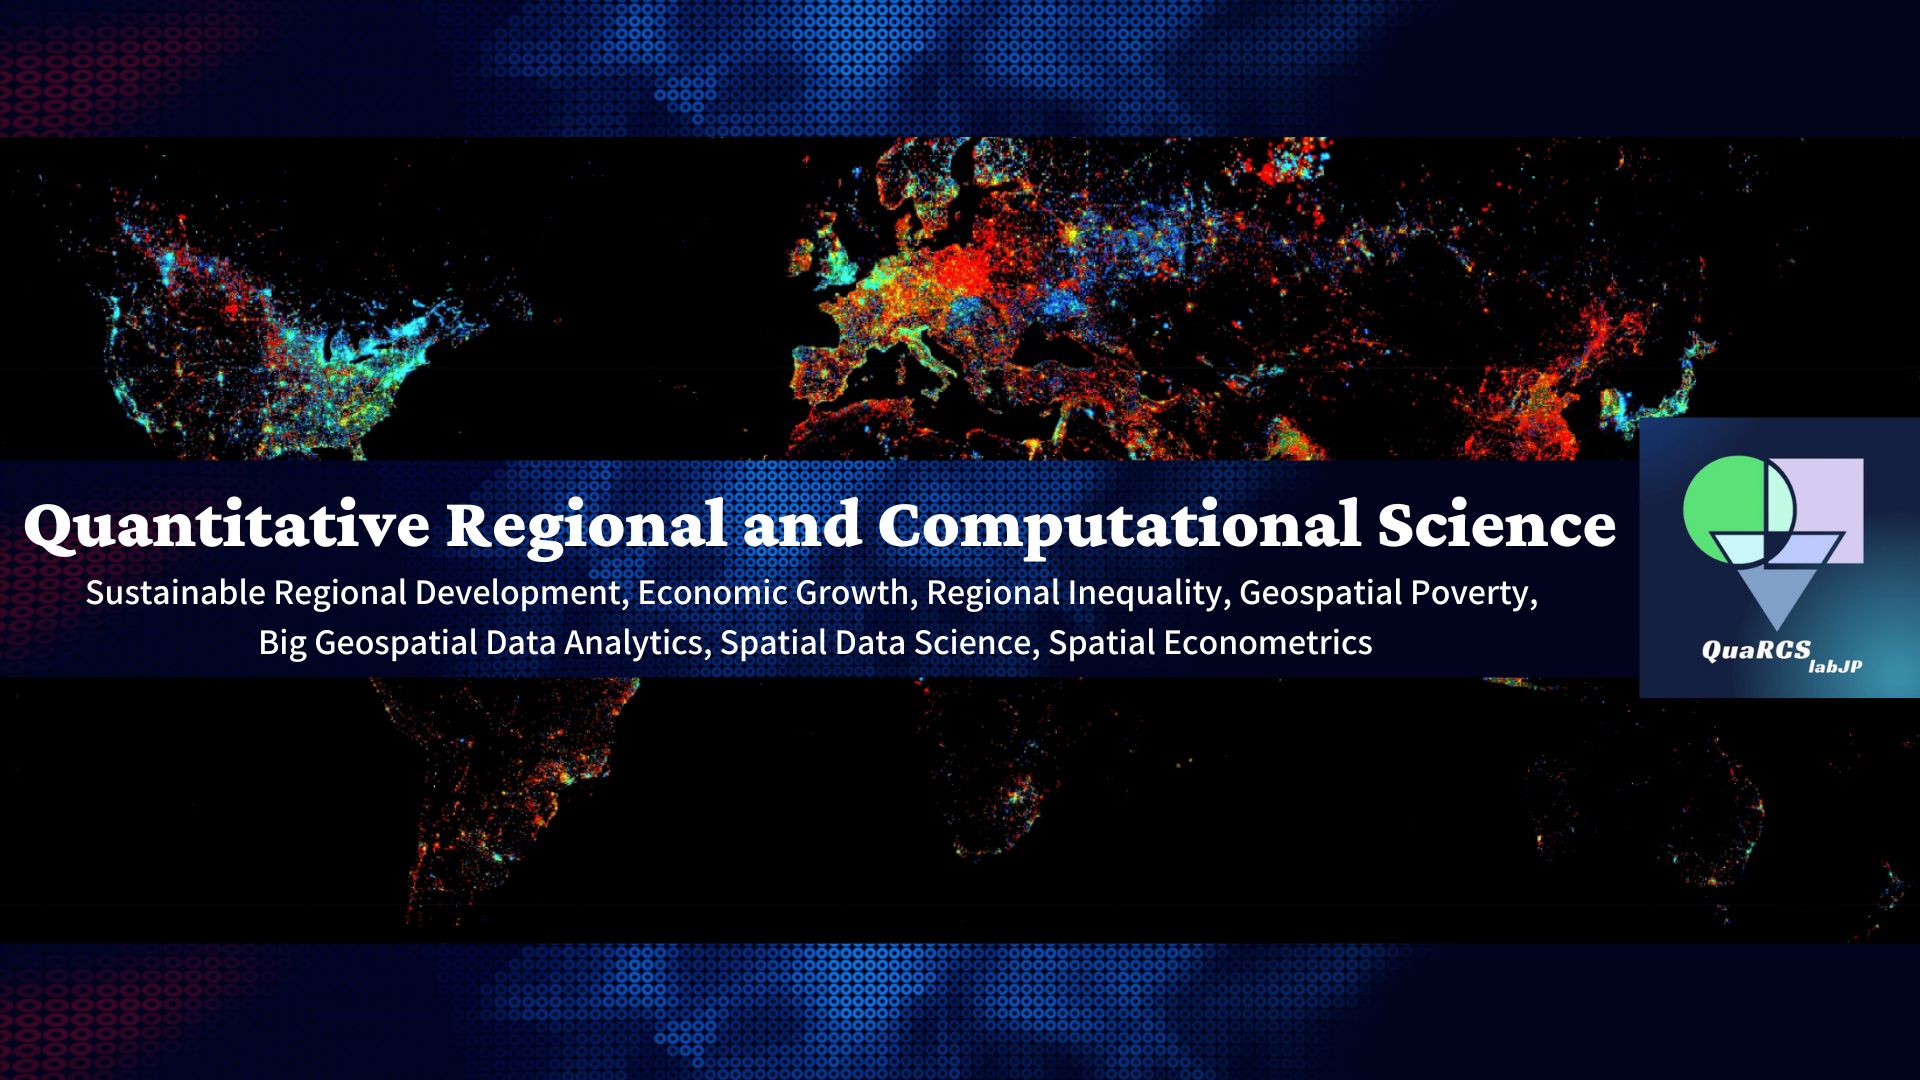 Quantitative Regional and Computational Science
Sustainable Regional Development, Economic Growth, Regional Inequality, Geospatial Poverty,
Big Geospatial Data Analytics, Spatial Data Science, Spatial Econometrics
QuaRCS
labJP